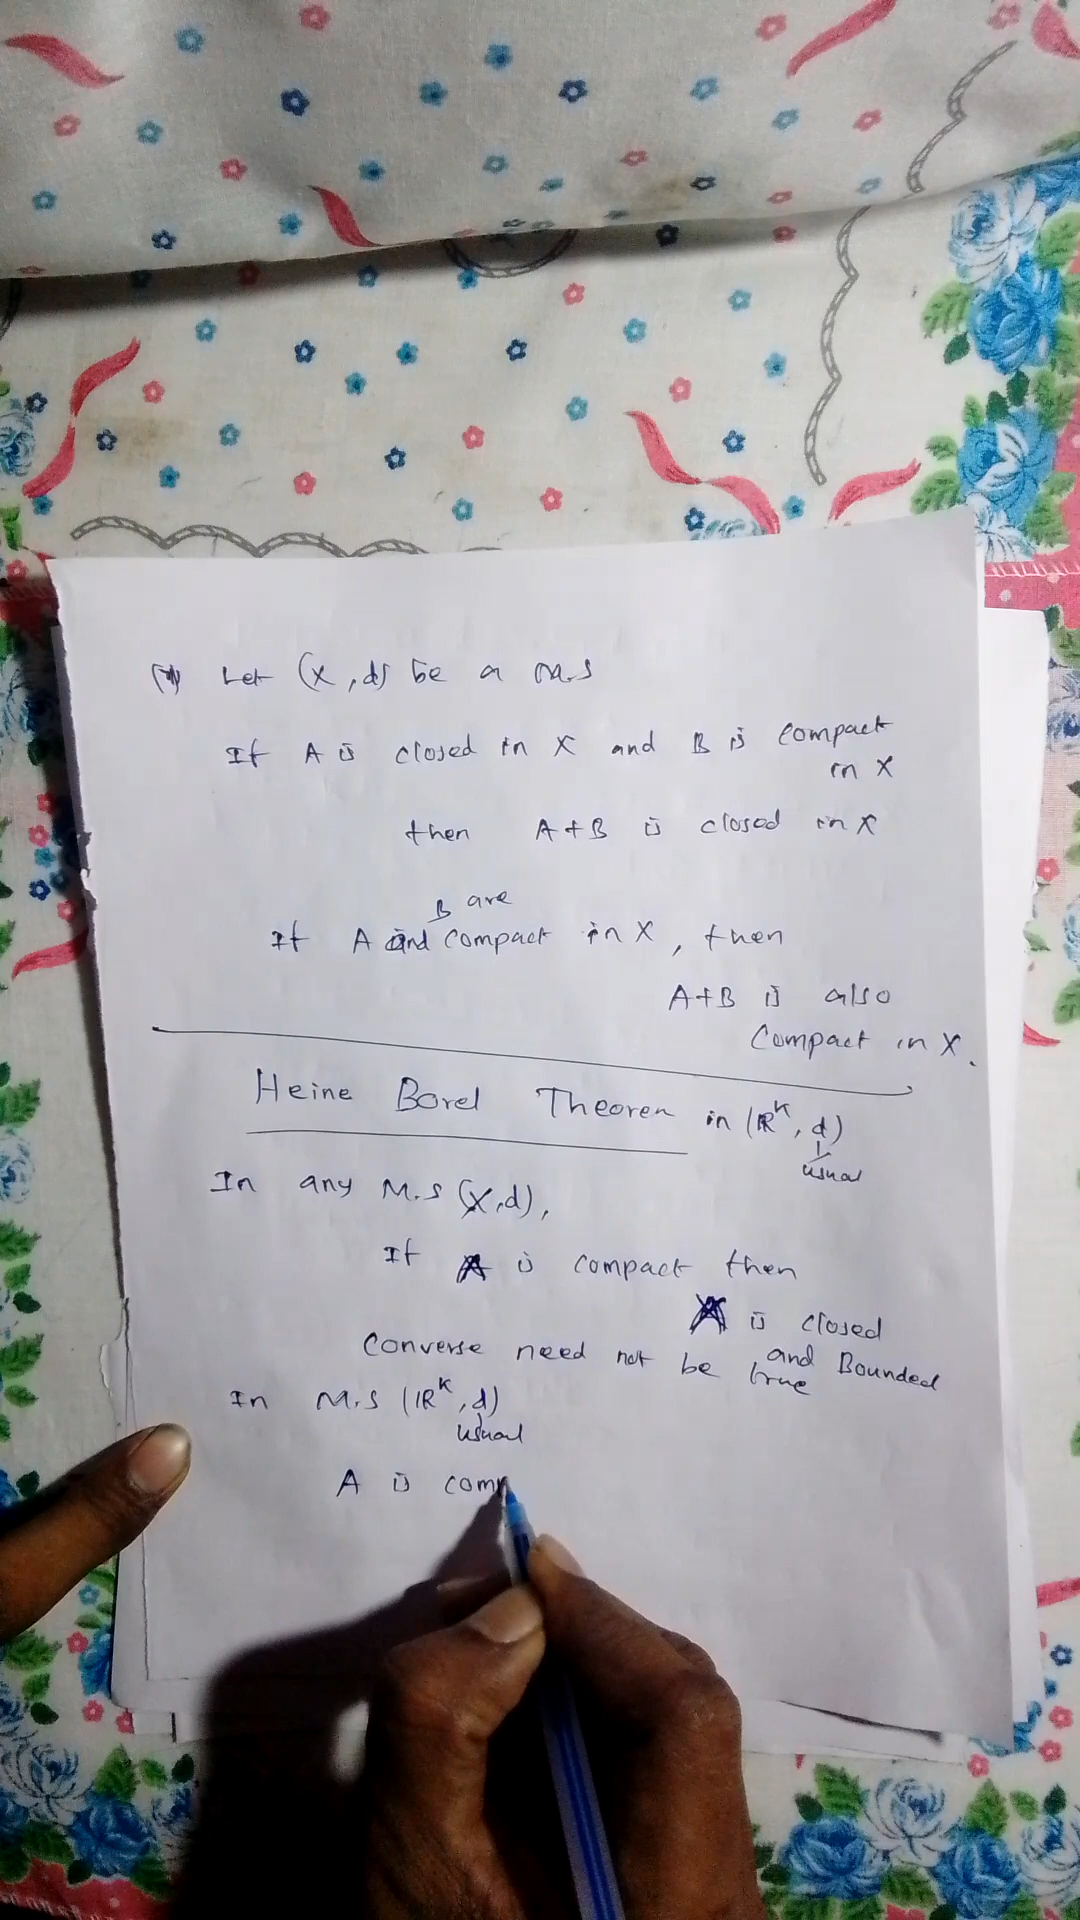 Let (X, d) be a M.S
If A is closed in X and B is compact
in X
then A+B is closed in X
B are
If A and compact in X, then
A+B is also
Compact in X.
Heine Borel Theorem in (ℝᴷ, d)
usual
In any M.S (X,d),
If A is compact then
A is closed
and Bounded
Converse need not be true
In M.S (ℝᴷ, d)
usual
A is comp